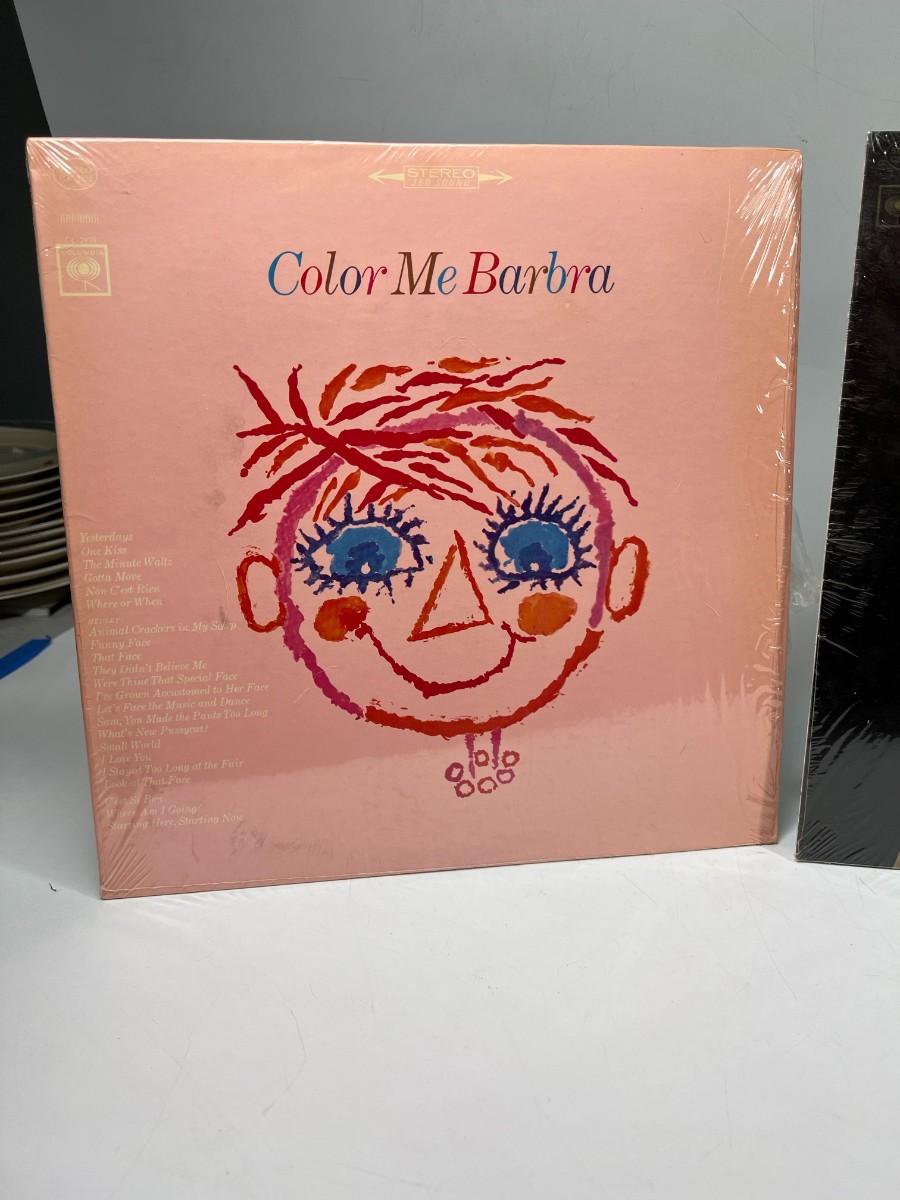 STEREO
"360 SOUND"
COLUMBIA
Color Me Barbra
Yesterdays
One Kiss
The Minute Waltz
Gotta Move
Non C'est Rien
Where or When
MEDLEY:
Animal Crackers in My Soup
Funny Face
That Face
They Didn't Believe Me
Were Thine That Special Face
I've Grown Accustomed to Her Face
Let's Face the Music and Dance
Sam, You Made the Pants Too Long
What's New Pussycat?
Small World
I Love You
I Stayed Too Long at the Fair
Look at That Face
C'est Si Bon
Where Am I Going?
Starting Here, Starting Now